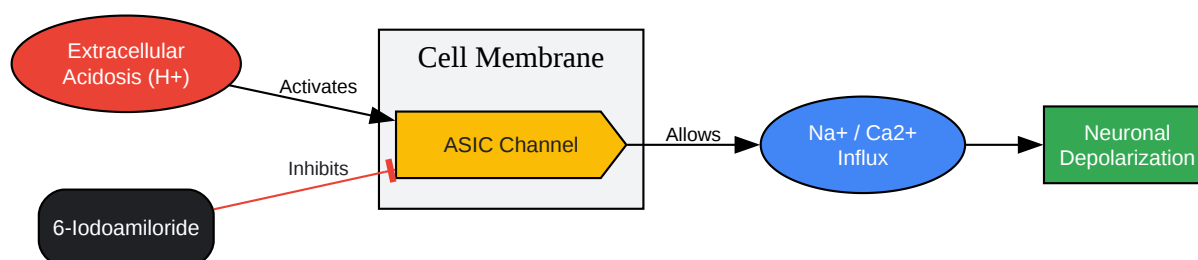 Extracellular
Acidosis (H+)
Activates
Cell Membrane
ASIC Channel
Allows
Na+ / Ca2+
Influx
Neuronal
Depolarization
Inhibits
6-Iodoamiloride